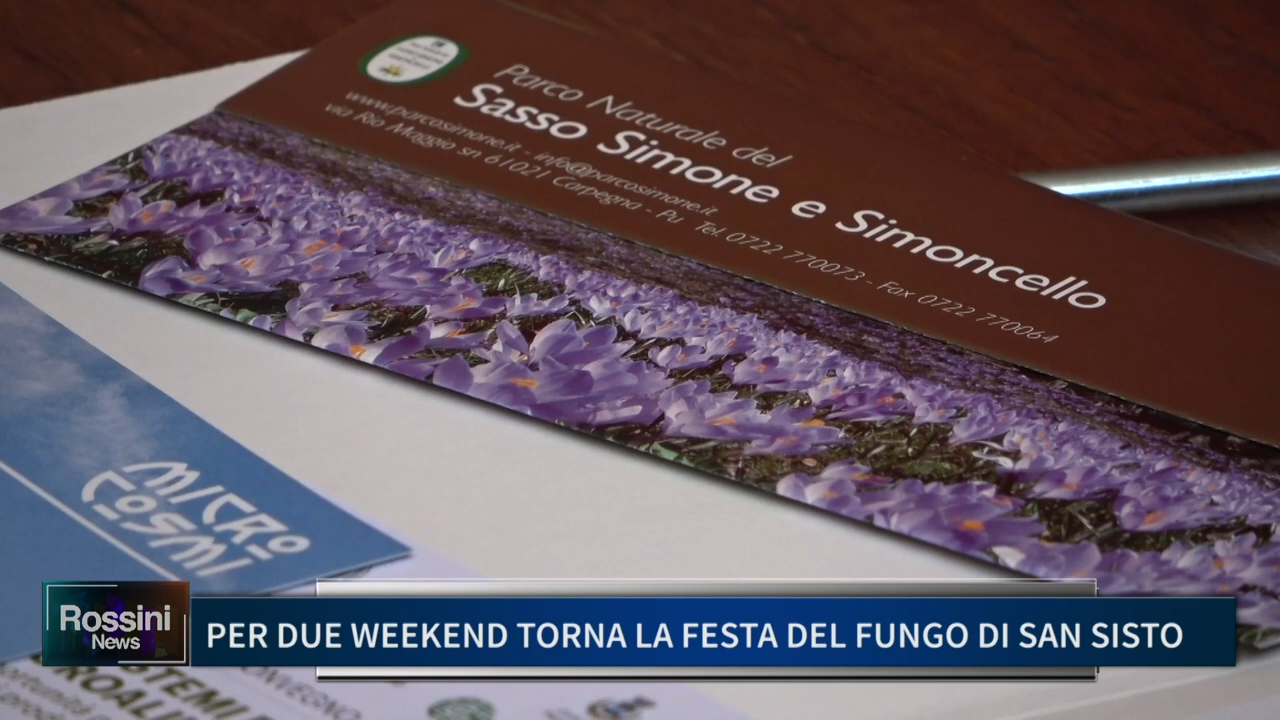 Parco Naturale del
Sasso Simone e Simoncello
www.parcosimone.it - info@parcosimone.it
via Rio Maggio sn 61021 Carpegna - Pu Tel. 0722 770073 - Fax 0722 770064
MICRO
COSMI
Rossini
News
PER DUE WEEKEND TORNA LA FESTA DEL FUNGO DI SAN SISTO
CONVEGNO